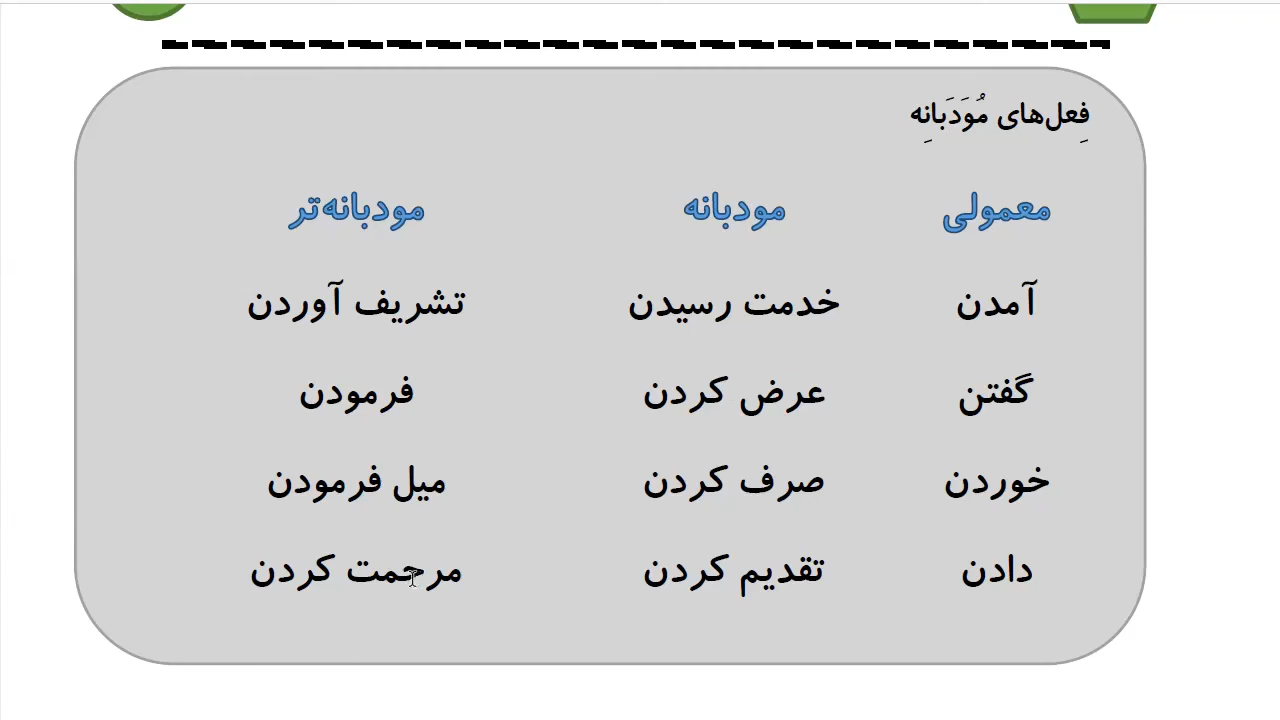 فِعل‌های مُوَدَبانِه
معمولی مودبانه مودبانه‌تر
آمدن خدمت رسیدن تشریف آوردن
گفتن عرض کردن فرمودن
خوردن صرف کردن میل فرمودن
دادن تقدیم کردن مرحمت کردن